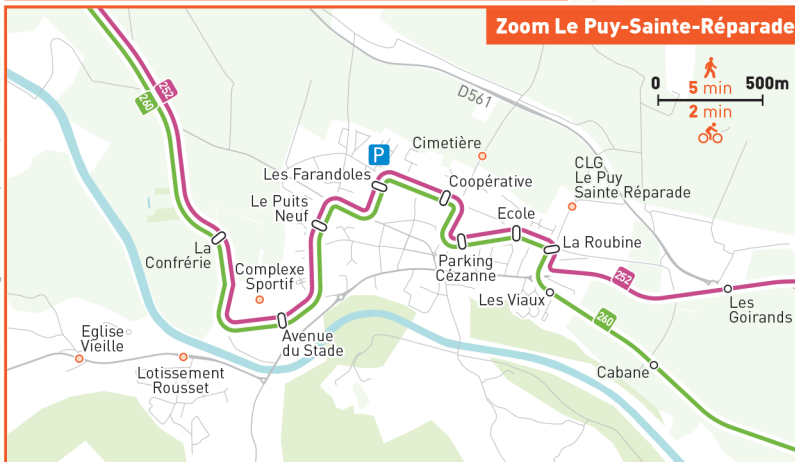 Zoom Le Puy-Sainte-Réparade
0 5 min 500m
2 min
252
260
D561
Cimetière
P
Les Farandoles
Coopérative
CLG
Le Puy
Sainte Réparade
Le Puits
Neuf
Ecole
La Roubine
La
Confrérie
Parking
Cézanne
Complexe
Sportif
252
Les Viaux
Les
Goirands
260
Avenue
du Stade
Eglise
Vieille
Lotissement
Rousset
Cabane